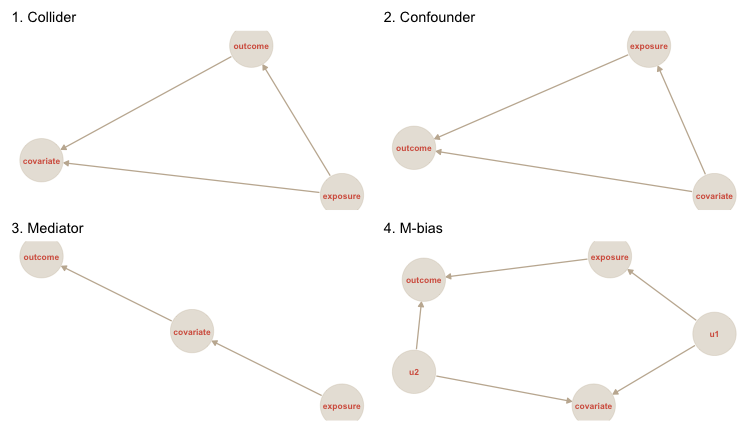 1. Collider
outcome
covariate
exposure
2. Confounder
exposure
outcome
covariate
3. Mediator
outcome
covariate
exposure
4. M-bias
exposure
outcome
u1
u2
covariate